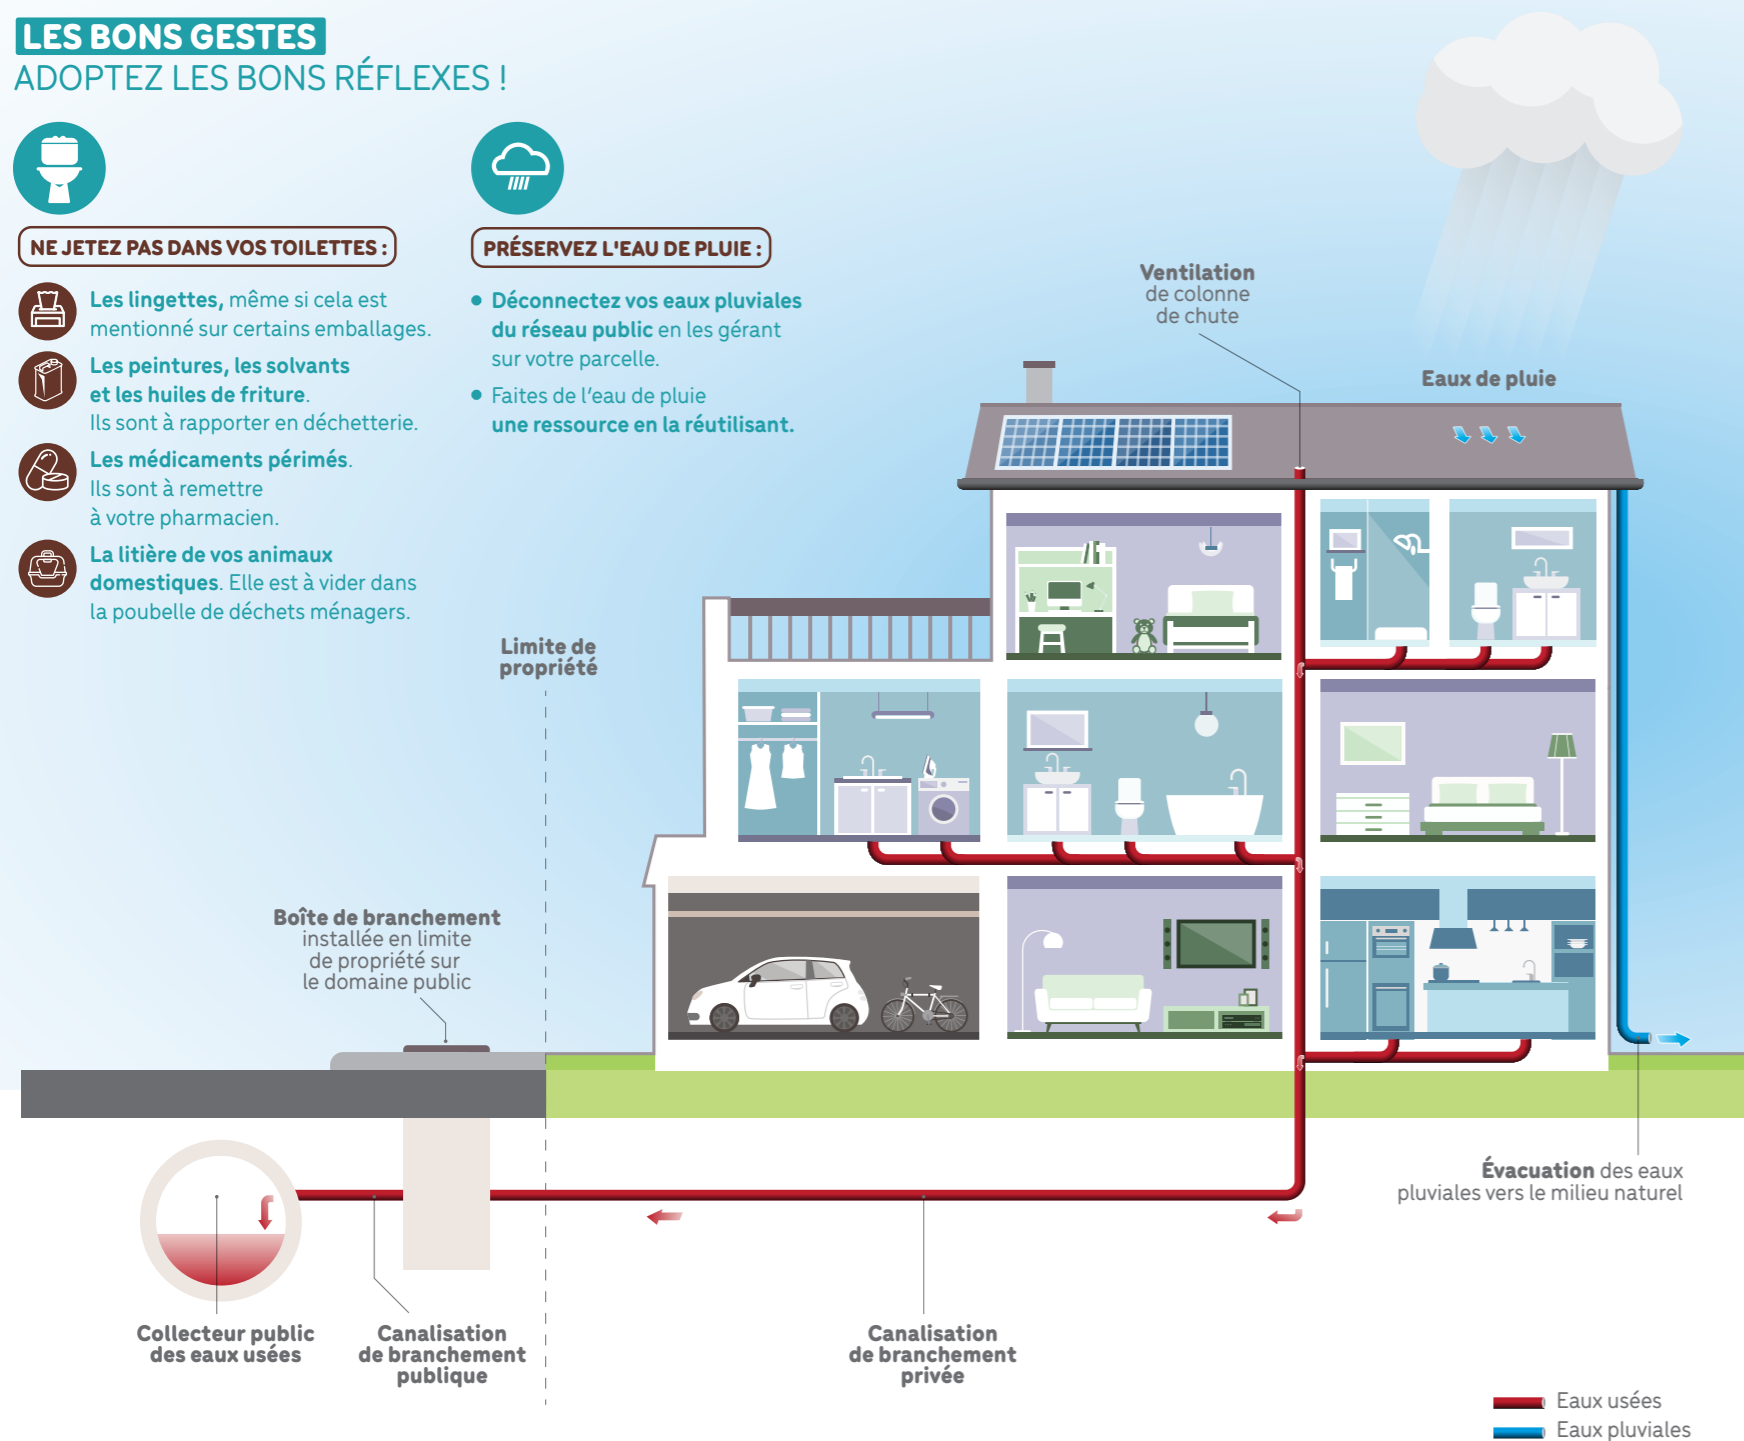 LES BONS GESTES
ADOPTEZ LES BONS RÉFLEXES !
NE JETEZ PAS DANS VOS TOILETTES :
Les lingettes, même si cela est
mentionné sur certains emballages.
Les peintures, les solvants
et les huiles de friture.
Ils sont à rapporter en déchetterie.
Les médicaments périmés.
Ils sont à remettre
à votre pharmacien.
La litière de vos animaux
domestiques. Elle est à vider dans
la poubelle de déchets ménagers.
PRÉSERVEZ L'EAU DE PLUIE :
• Déconnectez vos eaux pluviales
du réseau public en les gérant
sur votre parcelle.
• Faites de l’eau de pluie
une ressource en la réutilisant.
Ventilation
de colonne
de chute
Eaux de pluie
Limite de
propriété
Boîte de branchement
installée en limite
de propriété sur
le domaine public
Évacuation des eaux
pluviales vers le milieu naturel
Collecteur public
des eaux usées
Canalisation
de branchement
publique
Canalisation
de branchement
privée
Eaux usées
Eaux pluviales